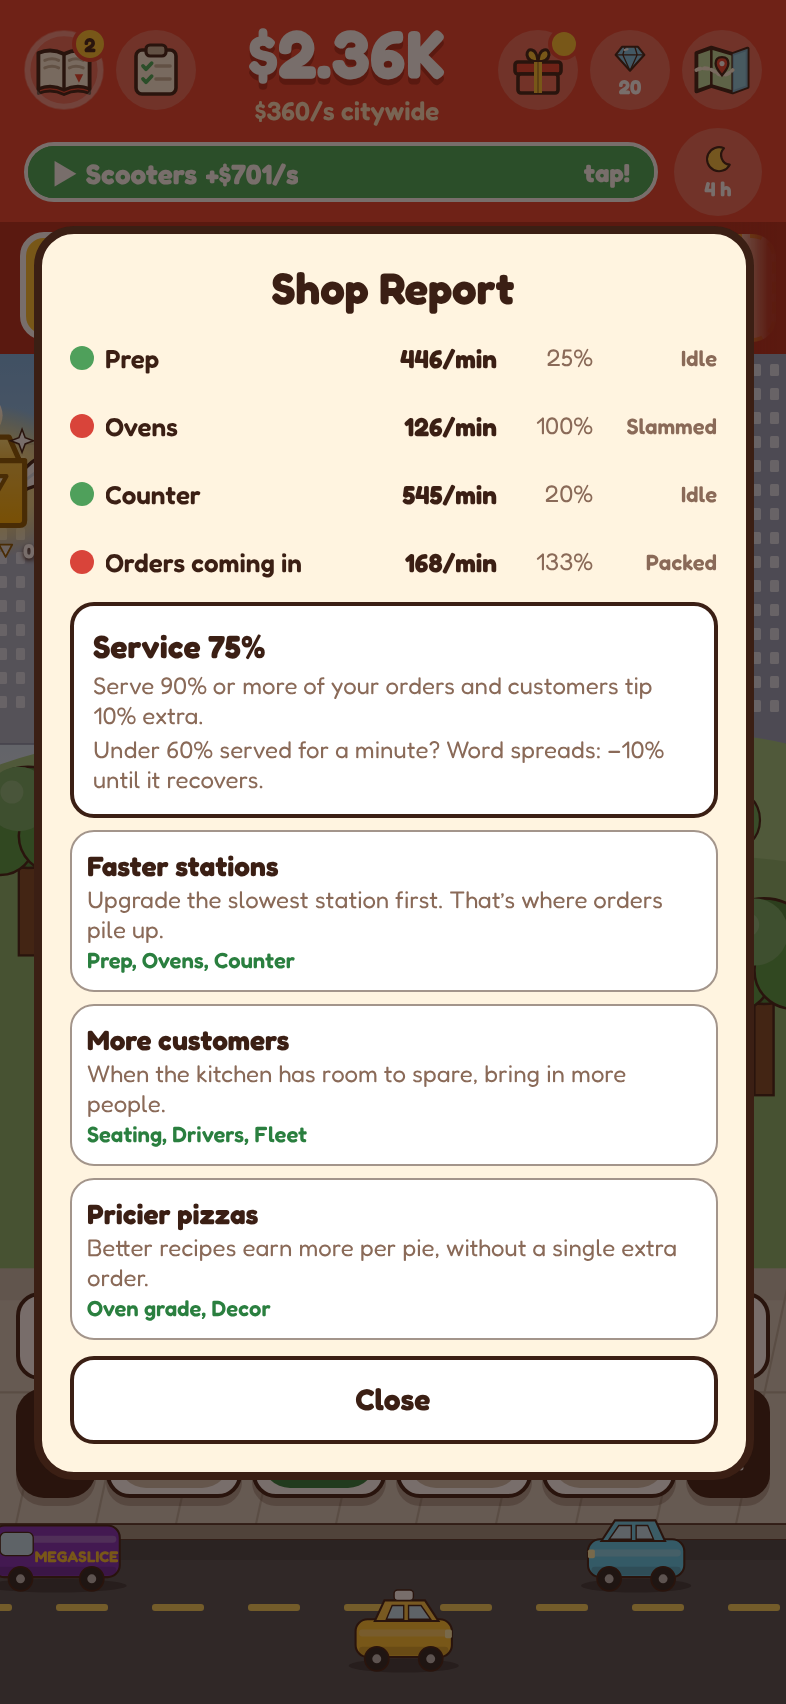 2
$2.36K
$360/s citywide
20
Scooters +$701/s
tap!
4 h
Shop Report
Prep 446/min 25% Idle
Ovens 126/min 100% Slammed
Counter 545/min 20% Idle
Orders coming in 168/min 133% Packed
Service 75%
Serve 90% or more of your orders and customers tip
10% extra.
Under 60% served for a minute? Word spreads: –10%
until it recovers.
Faster stations
Upgrade the slowest station first. That’s where orders
pile up.
Prep, Ovens, Counter
More customers
When the kitchen has room to spare, bring in more
people.
Seating, Drivers, Fleet
Pricier pizzas
Better recipes earn more per pie, without a single extra
order.
Oven grade, Decor
Close
MEGASLICE